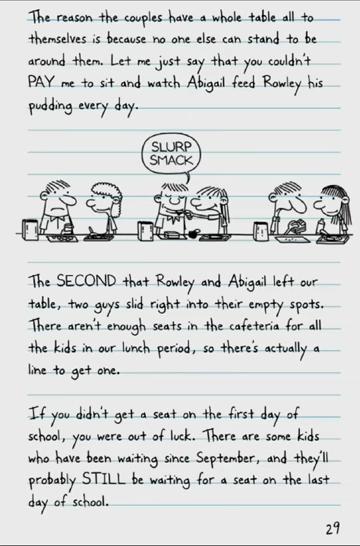 The reason the couples have a whole table all to
themselves is because no one else can stand to be
around them. Let me just say that you couldn't
PAY me to sit and watch Abigail feed Rowley his
pudding every day.
SLURP
SMACK
The SECOND that Rowley and Abigail left our
table, two guys slid right into their empty spots.
There aren't enough seats in the cafeteria for all
the kids in our lunch period, so there's actually a
line to get one.
If you didn't get a seat on the first day of
school, you were out of luck. There are some kids
who have been waiting since September, and they'll
probably STILL be waiting for a seat on the last
day of school.
29